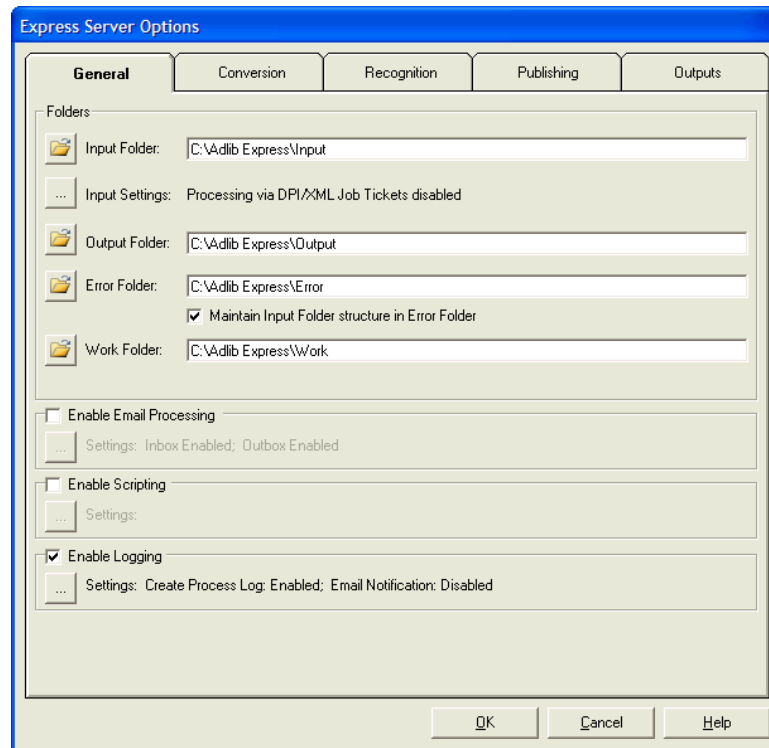 Express Server Options
General Conversion Recognition Publishing Outputs
Folders
Input Folder: C:\Adlib Express\Input
... Input Settings: Processing via DPI/XML Job Tickets disabled
Output Folder: C:\Adlib Express\Output
Error Folder: C:\Adlib Express\Error
Maintain Input Folder structure in Error Folder
Work Folder: C:\Adlib Express\Work
Enable Email Processing
... Settings: Inbox Enabled; Outbox Enabled
Enable Scripting
... Settings:
Enable Logging
... Settings: Create Process Log: Enabled; Email Notification: Disabled
OK Cancel Help